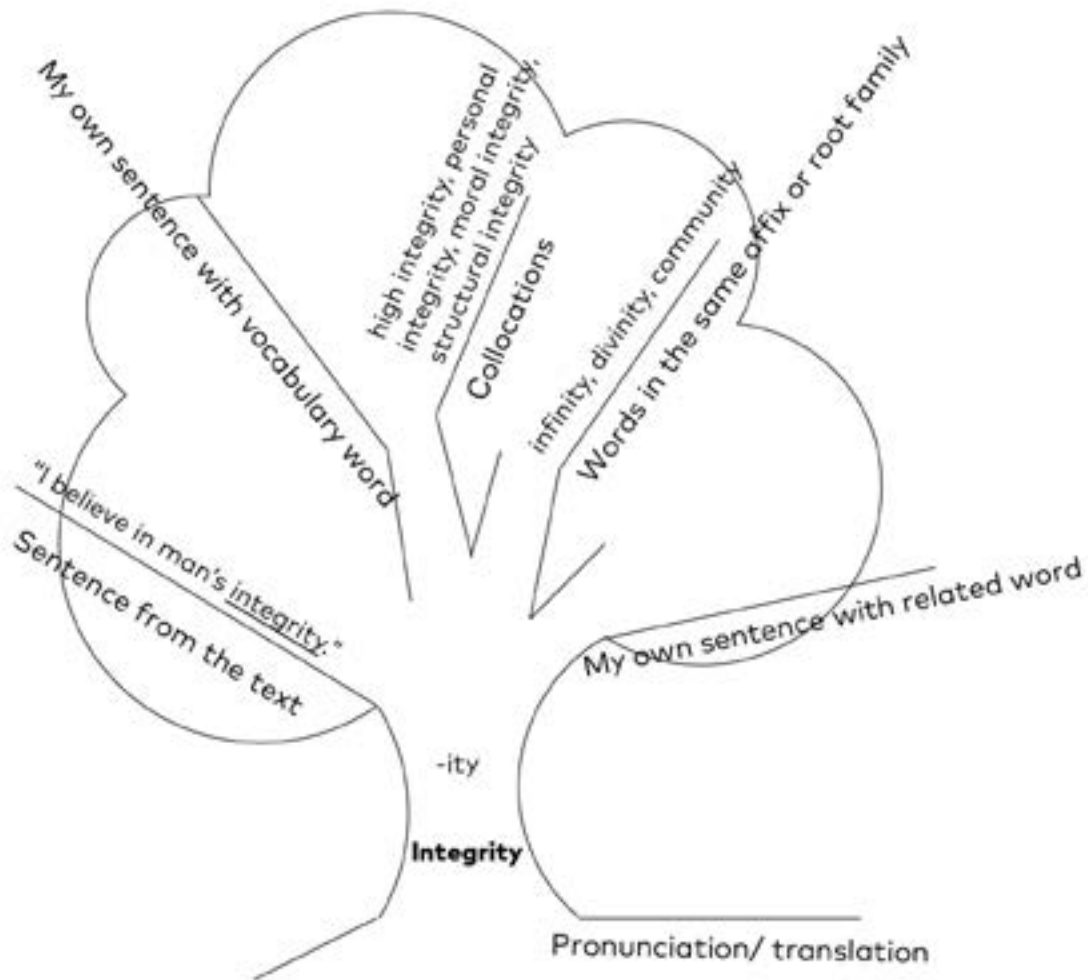 My own sentence with vocabulary word
high integrity, personal
integrity, moral integrity,
structural integrity
Collocations
infinity, divinity, community
Words in the same affix or root family
"I believe in man's integrity."
Sentence from the text
My own sentence with related word
-ity
Integrity
Pronunciation/ translation